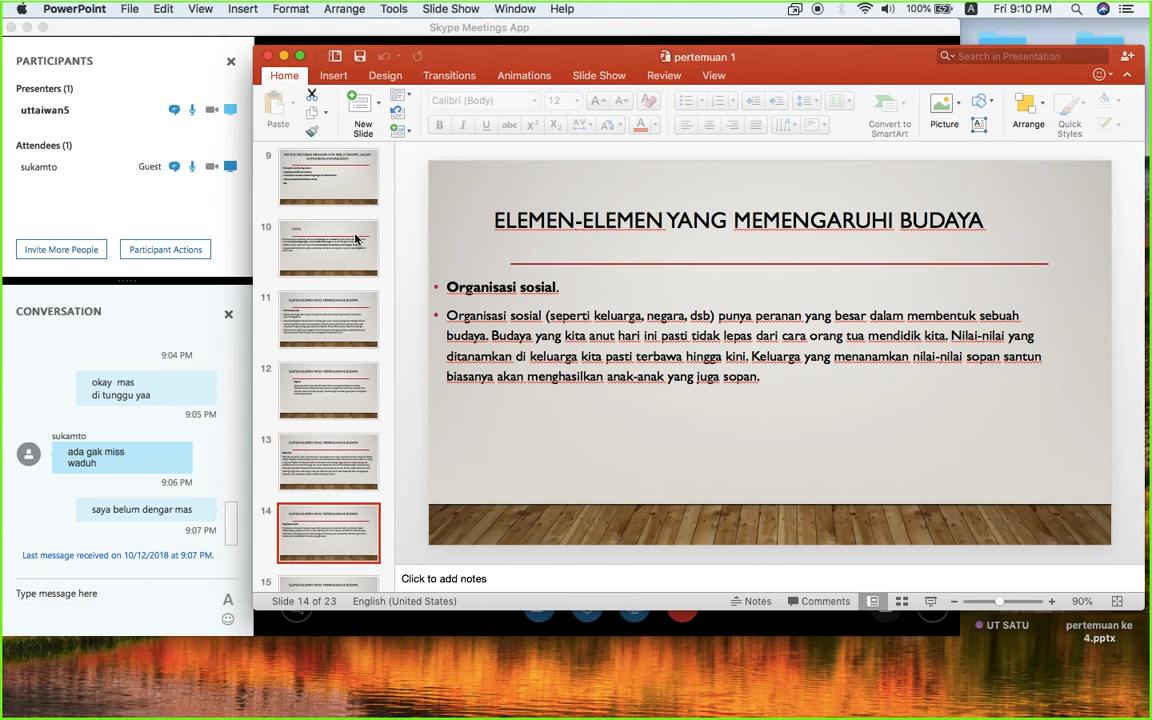 PowerPoint File Edit View Insert Format Arrange Tools Slide Show Window Help 100% Fri 9:10 PM
Skype Meetings App
PARTICIPANTS
Presenters (1)
uttaiwan5
Attendees (1)
sukamto Guest
Invite More People Participant Actions
CONVERSATION
9:04 PM
okay mas
di tunggu yaa
9:05 PM
sukamto
ada gak miss
waduh
9:06 PM
saya belum dengar mas
9:07 PM
Last message received on 10/12/2018 at 9:07 PM.
Type message here
pertemuan 1
Search in Presentation
Home Insert Design Transitions Animations Slide Show Review View
Paste
New
Slide
Calibri (Body) 12
Convert to
SmartArt
Picture
Arrange
Quick
Styles
9
10
11
12
13
14
15
ELEMEN-ELEMEN YANG MEMENGARUHI BUDAYA
• Organisasi sosial.
• Organisasi sosial (seperti keluarga, negara, dsb) punya peranan yang besar dalam membentuk sebuah
budaya. Budaya yang kita anut hari ini pasti tidak lepas dari cara orang tua mendidik kita. Nilai-nilai yang
ditanamkan di keluarga kita pasti terbawa hingga kini. Keluarga yang menanamkan nilai-nilai sopan santun
biasanya akan menghasilkan anak-anak yang juga sopan.
Click to add notes
Slide 14 of 23 English (United States) Notes Comments 90%
UT SATU
pertemuan ke
4.pptx